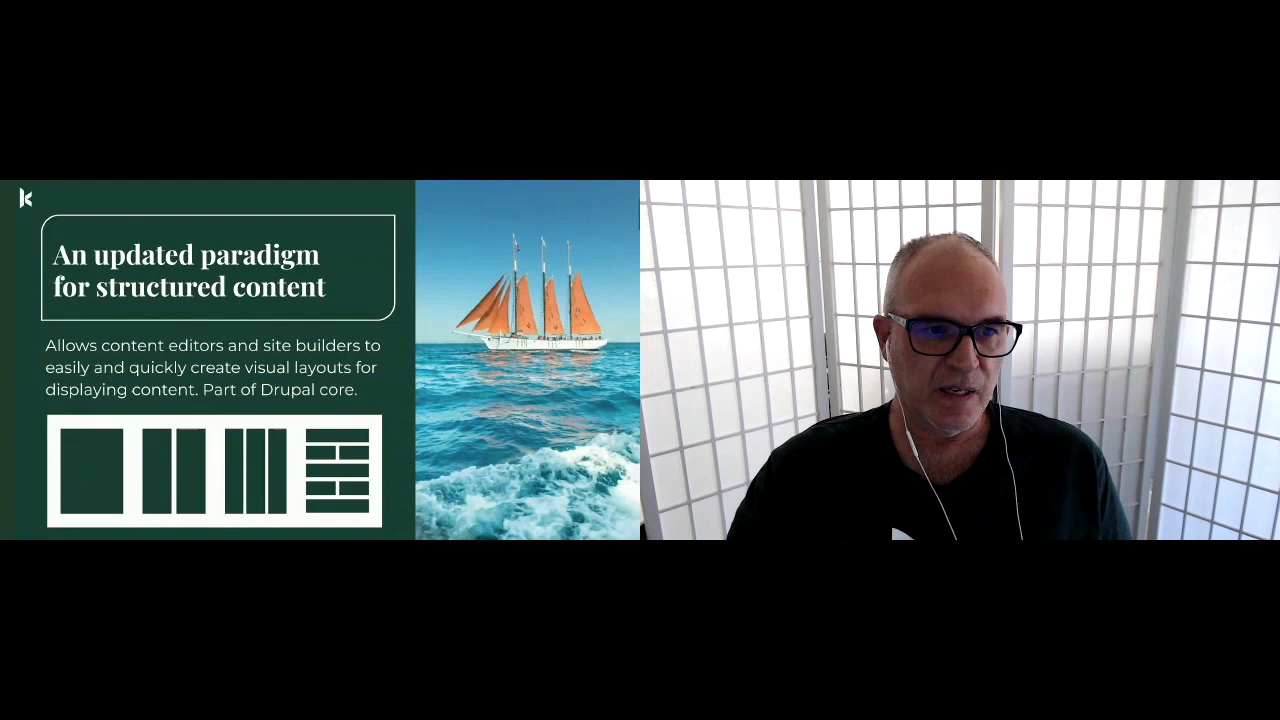 An updated paradigm
for structured content
Allows content editors and site builders to
easily and quickly create visual layouts for
displaying content. Part of Drupal core.